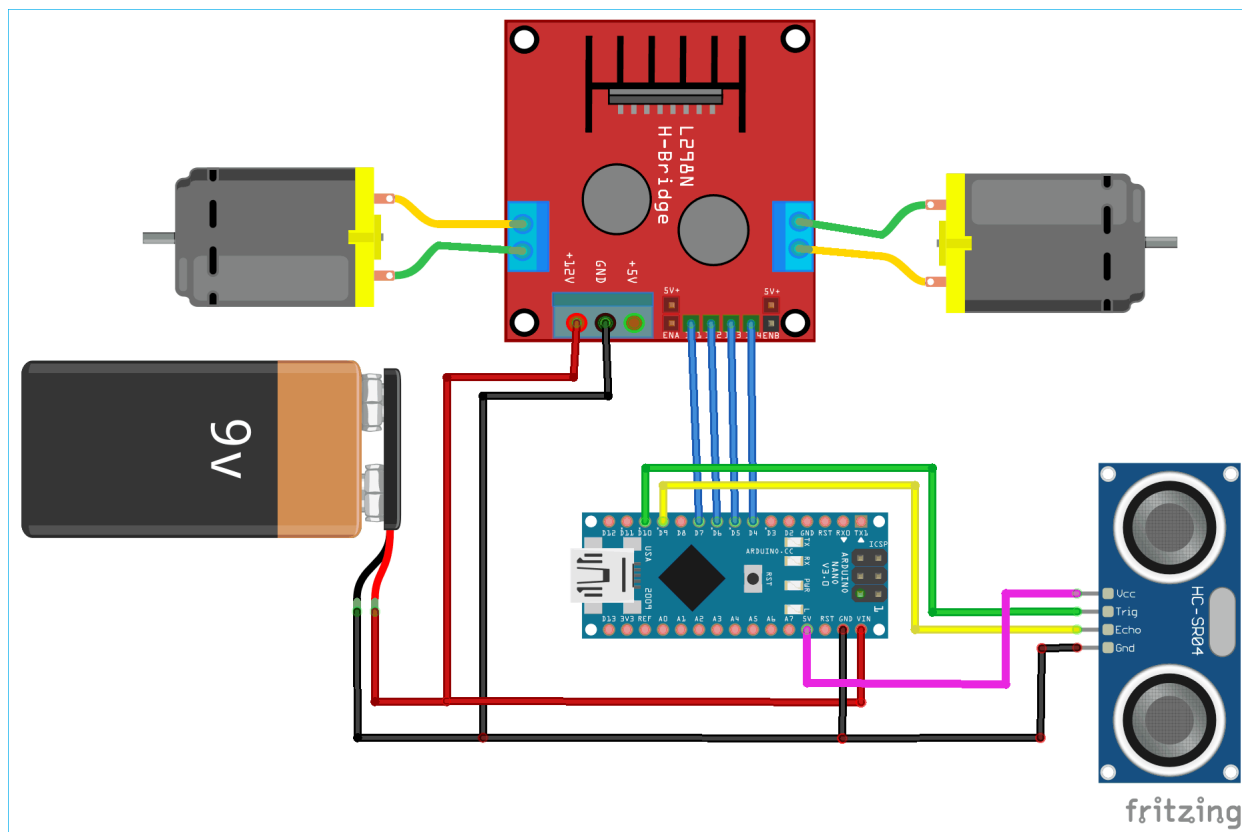 L298N
H-Bridge
+12V
GND
+5V
5V+
5V+
ENA
ENB
9v
D12
D11
D10
D9
D8
D7
D6
D5
D4
D3
D2
GND
RST
RX0
TX1
USA
2009
ARDUINO.CC
RST
TX
RX
PWR
L
ARDUINO
NANO
V3.0
ICSP
1
D13
3V3
REF
A0
A1
A2
A3
A4
A5
A6
A7
5V
RST
GND
VIN
Vcc
Trig
Echo
Gnd
HC-SR04
fritzing